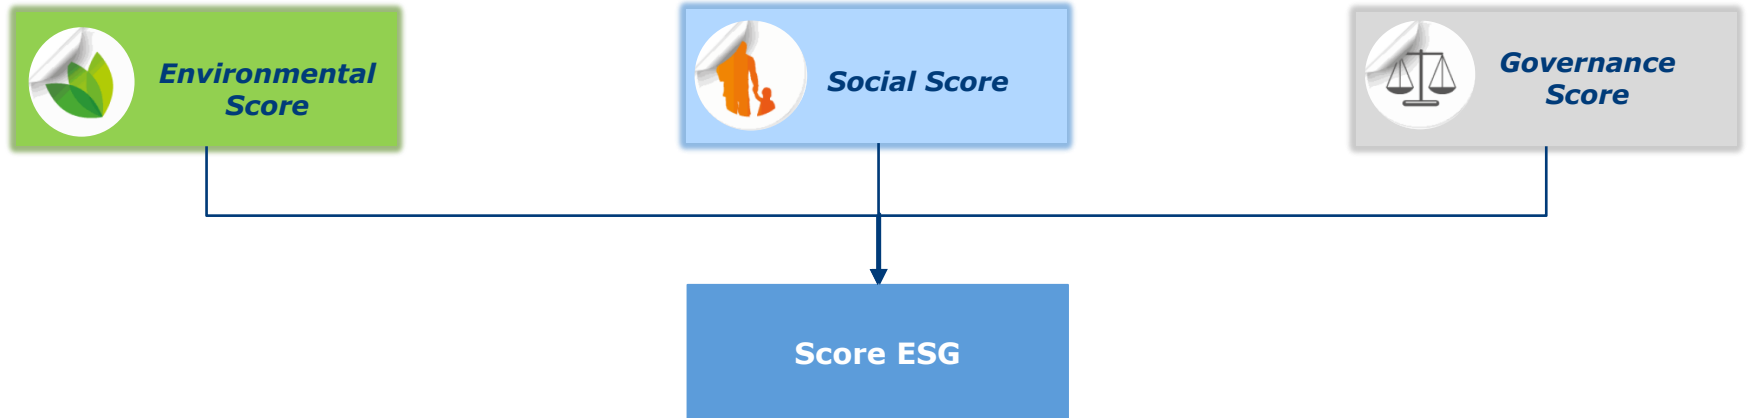 Environmental
Score
Social Score
Governance
Score
Score ESG